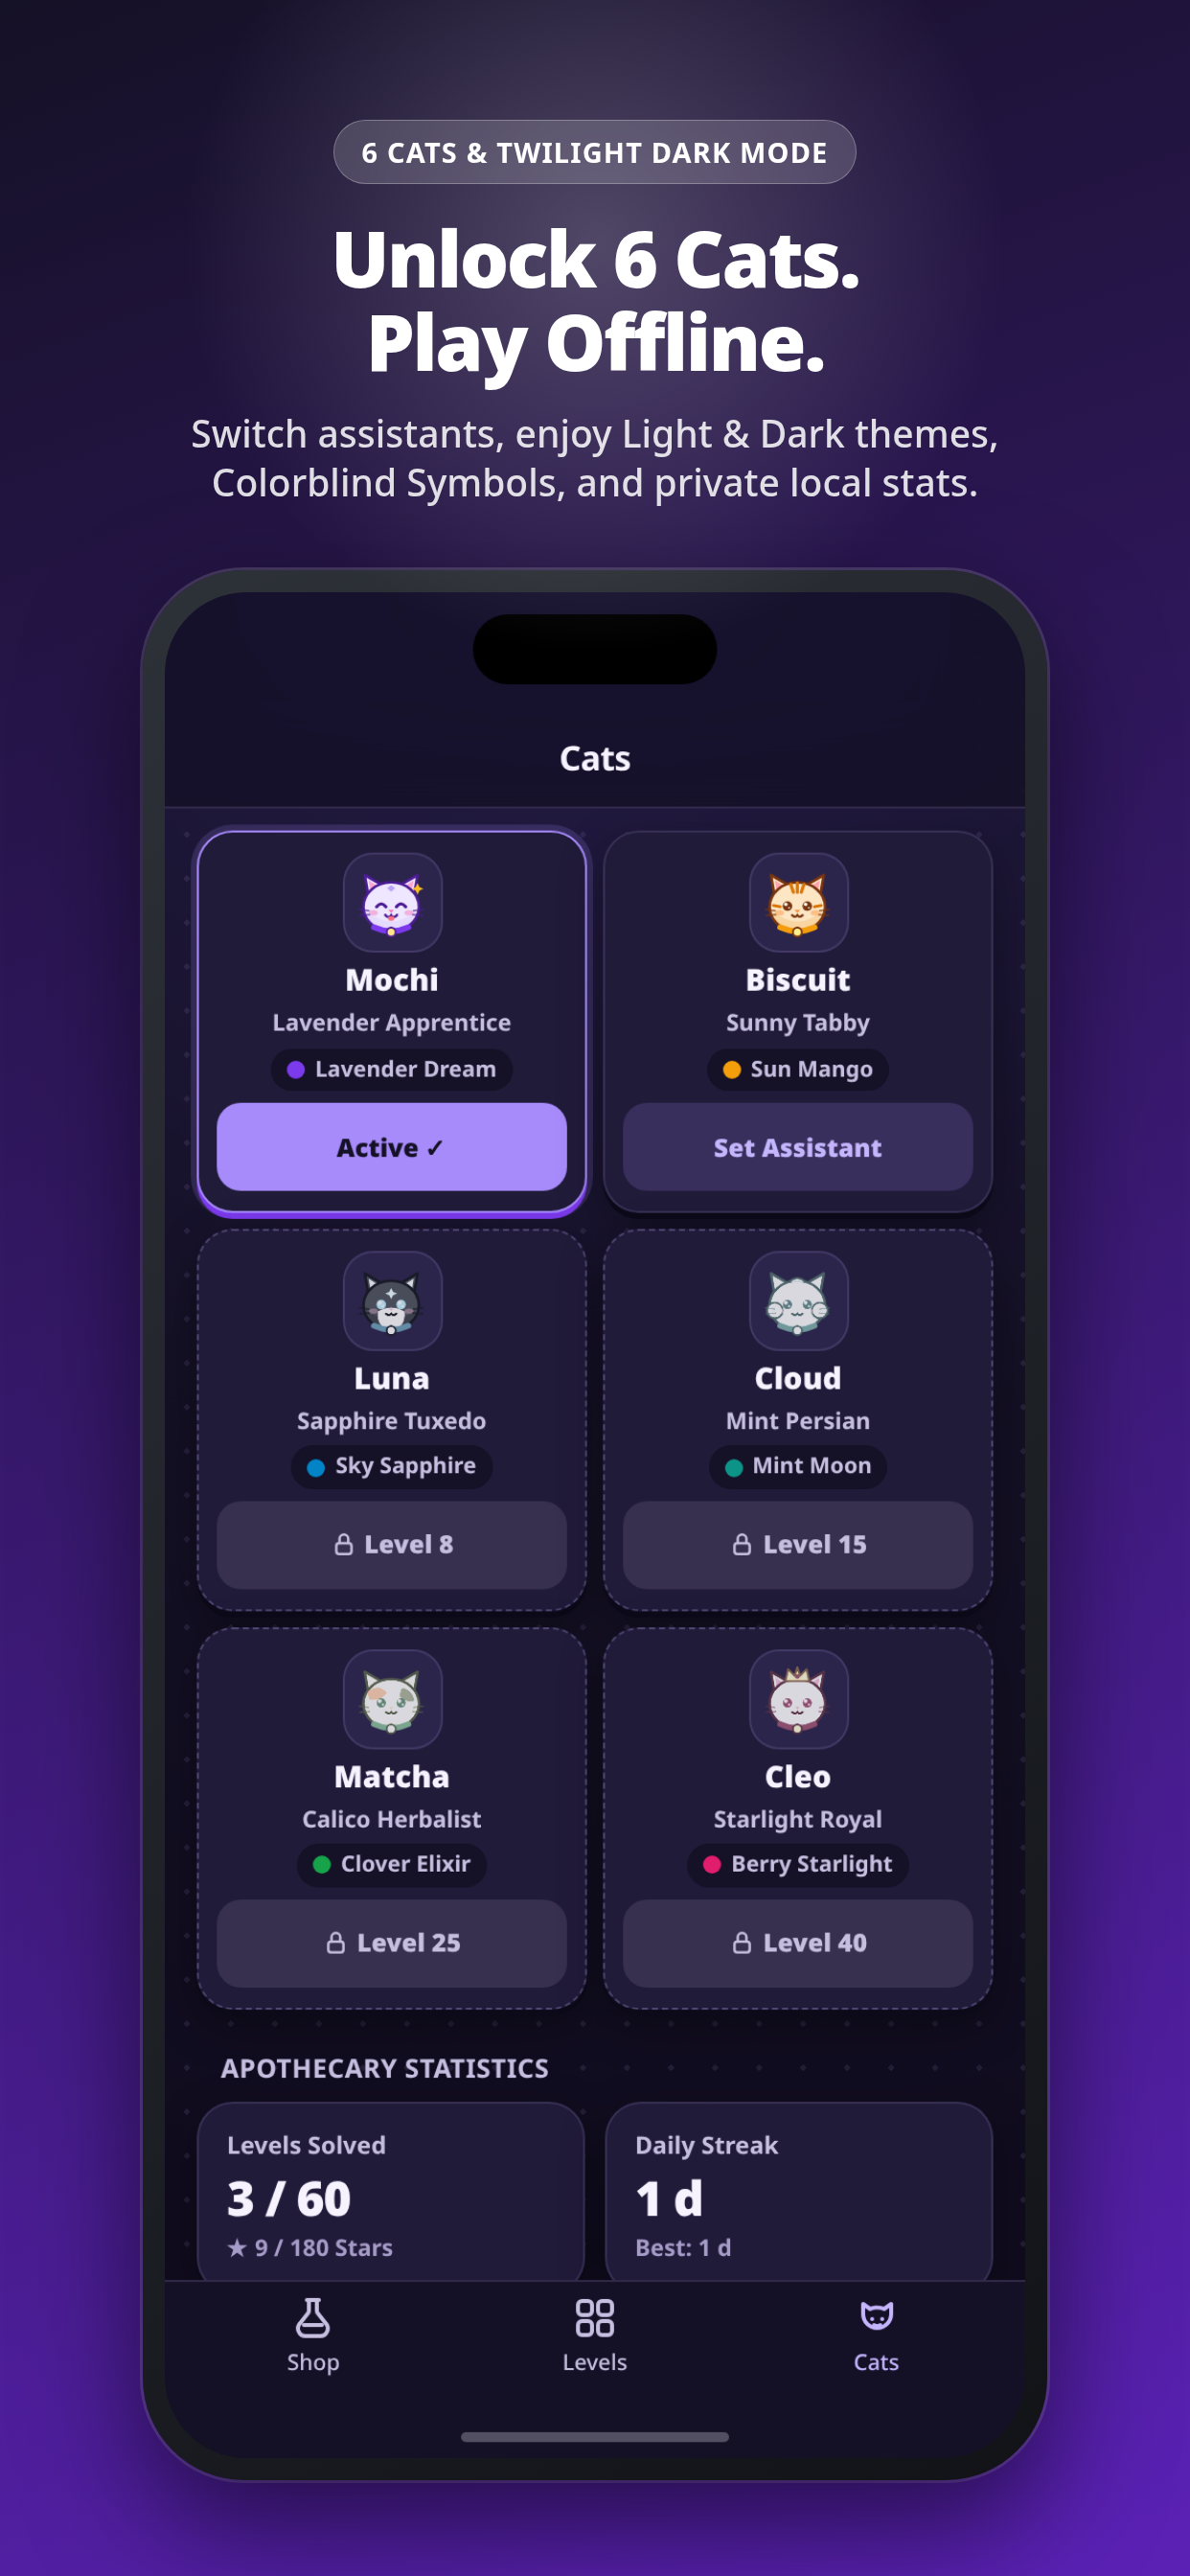 6 CATS & TWILIGHT DARK MODE
Unlock 6 Cats.
Play Offline.
Switch assistants, enjoy Light & Dark themes,
Colorblind Symbols, and private local stats.
Cats
Mochi
Lavender Apprentice
Lavender Dream
Active ✓
Biscuit
Sunny Tabby
Sun Mango
Set Assistant
Luna
Sapphire Tuxedo
Sky Sapphire
Level 8
Cloud
Mint Persian
Mint Moon
Level 15
Matcha
Calico Herbalist
Clover Elixir
Level 25
Cleo
Starlight Royal
Berry Starlight
Level 40
APOTHECARY STATISTICS
Levels Solved
3 / 60
★ 9 / 180 Stars
Daily Streak
1 d
Best: 1 d
Shop
Levels
Cats